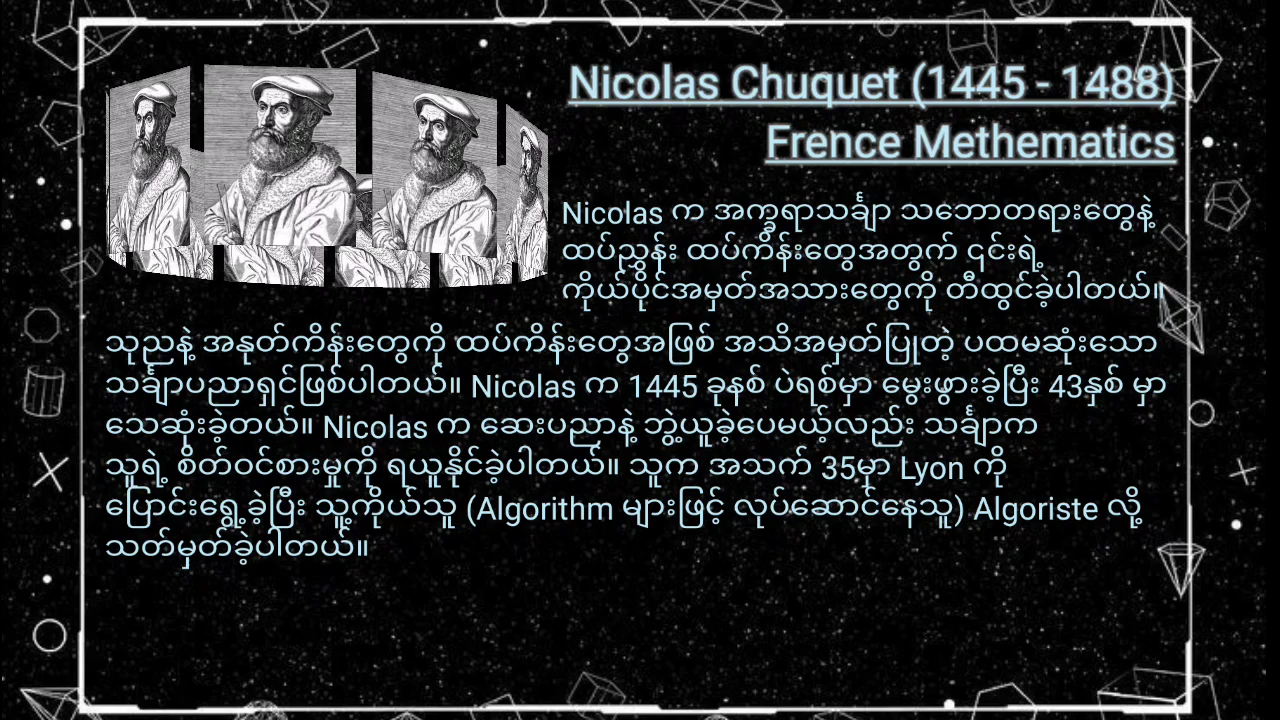 Nicolas Chuquet (1445 - 1488)
Frence Methematics
Nicolas က အက္ခရာသင်္ချာ သဘောတရားတွေနဲ့
ထပ်ညွှန်း ထပ်ကိန်းတွေအတွက် ၎င်းရဲ့
ကိုယ်ပိုင်အမှတ်အသားတွေကို တီထွင်ခဲ့ပါတယ်။
သုညနဲ့ အနုတ်ကိန်းတွေကို ထပ်ကိန်းတွေအဖြစ် အသိအမှတ်ပြုတဲ့ ပထမဆုံးသော
သင်္ချာပညာရှင်ဖြစ်ပါတယ်။ Nicolas က 1445 ခုနစ် ပဲရစ်မှာ မွေးဖွားခဲ့ပြီး 43နှစ် မှာ
သေဆုံးခဲ့တယ်။ Nicolas က ဆေးပညာနဲ့ ဘွဲ့ယူခဲ့ပေမယ့်လည်း သင်္ချာက
သူ့ရဲ့ စိတ်ဝင်စားမှုကို ရယူနိုင်ခဲ့ပါတယ်။ သူက အသက် 35မှာ Lyon ကို
ပြောင်းရွှေ့ခဲ့ပြီး သူ့ကိုယ်သူ (Algorithm များဖြင့် လုပ်ဆောင်နေသူ) Algoriste လို့
သတ်မှတ်ခဲ့ပါတယ်။